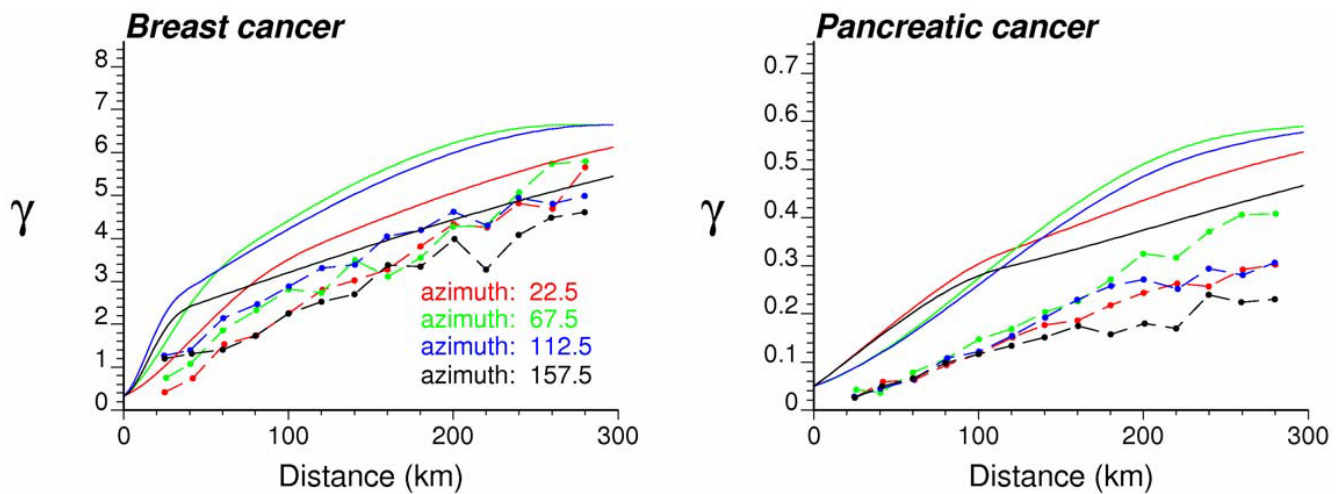 Breast cancer
8
7
6
5
4
3
2
1
0
γ
azimuth: 22.5
azimuth: 67.5
azimuth: 112.5
azimuth: 157.5
0 100 200 300
Distance (km)
Pancreatic cancer
0.7
0.6
0.5
0.4
0.3
0.2
0.1
0
γ
0 100 200 300
Distance (km)